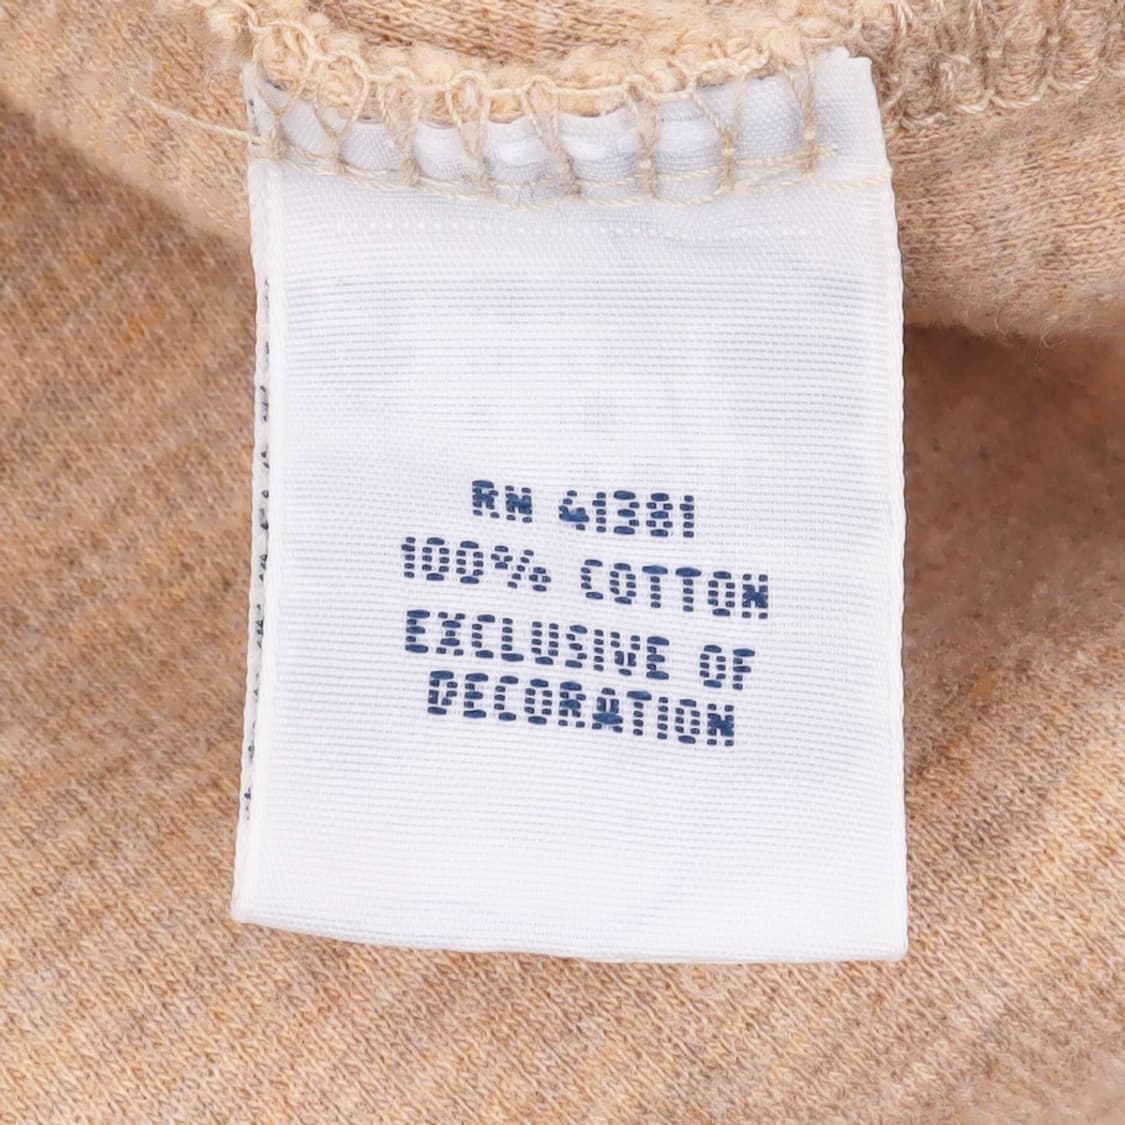 RN 41381
100% COTTON
EXCLUSIVE OF
DECORATION